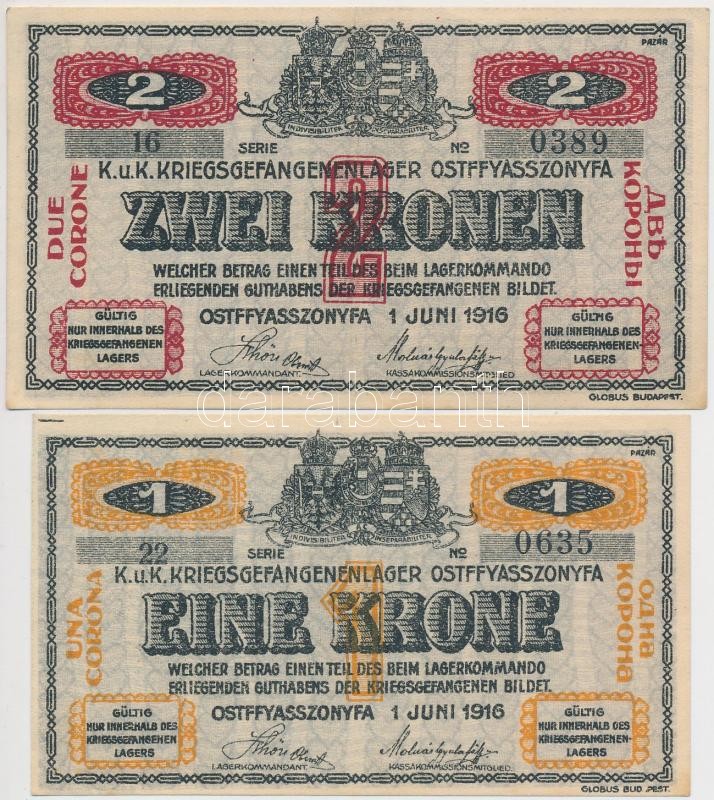 PAZÁR
2
2
INDIVISIBILITER AC INSEPARABILITER
16 SERIE № 0389
K.u.K. KRIEGSGEFANGENENLAGER OSTFFYASSZONYFA
ZWEI KRONEN
2
DUE CORONE
ДВѢ КОРОНЫ
WELCHER BETRAG EINEN TEIL DES BEIM LAGERKOMMANDO
ERLIEGENDEN GUTHABENS DER KRIEGSGEFANGENEN BILDET.
OSTFFYASSZONYFA 1 JUNI 1916
GÜLTIG
NUR INNERHALB DES
KRIEGSGEFANGENEN
LAGERS
GÜLTIG
NUR INNERHALB DES
KRIEGSGEFANGENEN-
LAGERS
LAGERKOMMANDANT.
KASSAKOMMISSIONSMITGLIED
GLOBUS BUDAPEST.
darabanth
PAZÁR
1
1
INDIVISIBILITER AC INSEPARABILITER
22 SERIE № 0635
K.u.K. KRIEGSGEFANGENENLAGER OSTFFYASSZONYFA
EINE KRONE
1
UNA CORONA
ОДНА КОРОНА
WELCHER BETRAG EINEN TEIL DES BEIM LAGERKOMMANDO
ERLIEGENDEN GUTHABENS DER KRIEGSGEFANGENEN BILDET.
OSTFFYASSZONYFA 1 JUNI 1916
GÜLTIG
NUR INNERHALB DES
KRIEGSGEFANGENEN
LAGERS
GÜLTIG
NUR INNERHALB DES
KRIEGSGEFANGENEN-
LAGERS
LAGERKOMMANDANT.
KASSAKOMMISSIONSMITGLIED.
GLOBUS BUDAPEST.